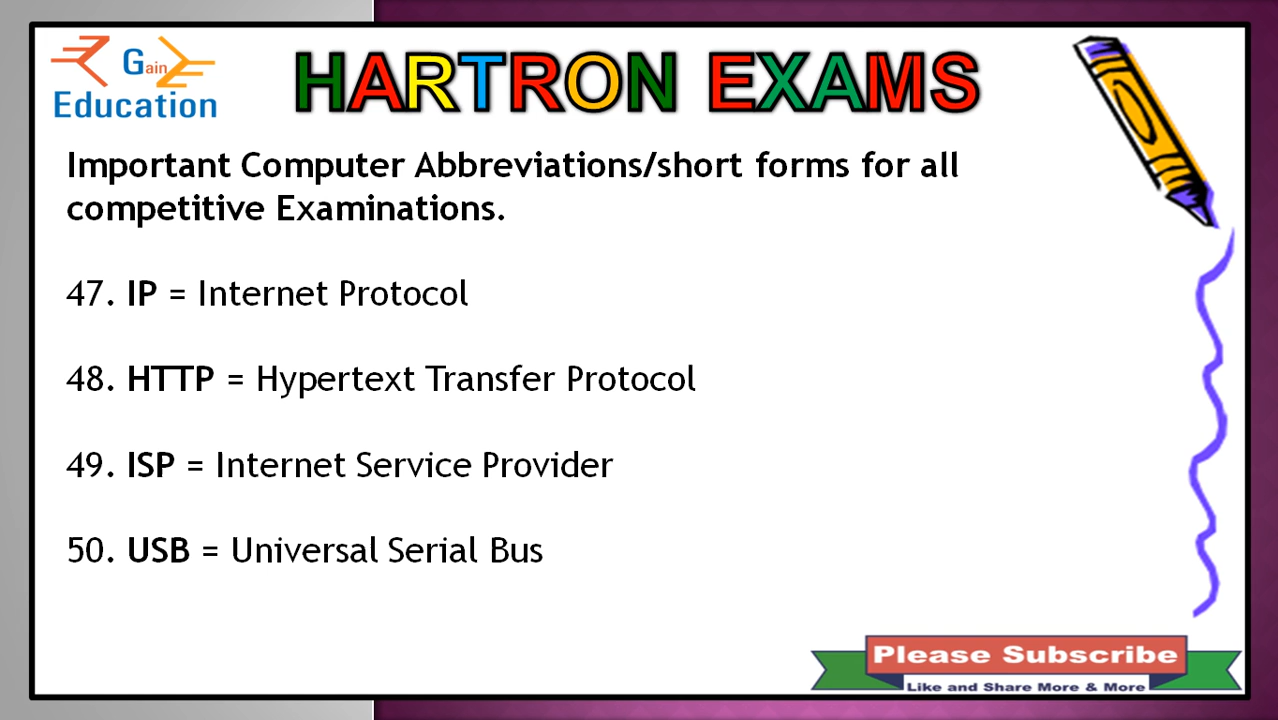 Gain
Education
HARTRON EXAMS
Important Computer Abbreviations/short forms for all
competitive Examinations.
47. IP = Internet Protocol
48. HTTP = Hypertext Transfer Protocol
49. ISP = Internet Service Provider
50. USB = Universal Serial Bus
Please Subscribe
Like and Share More & More